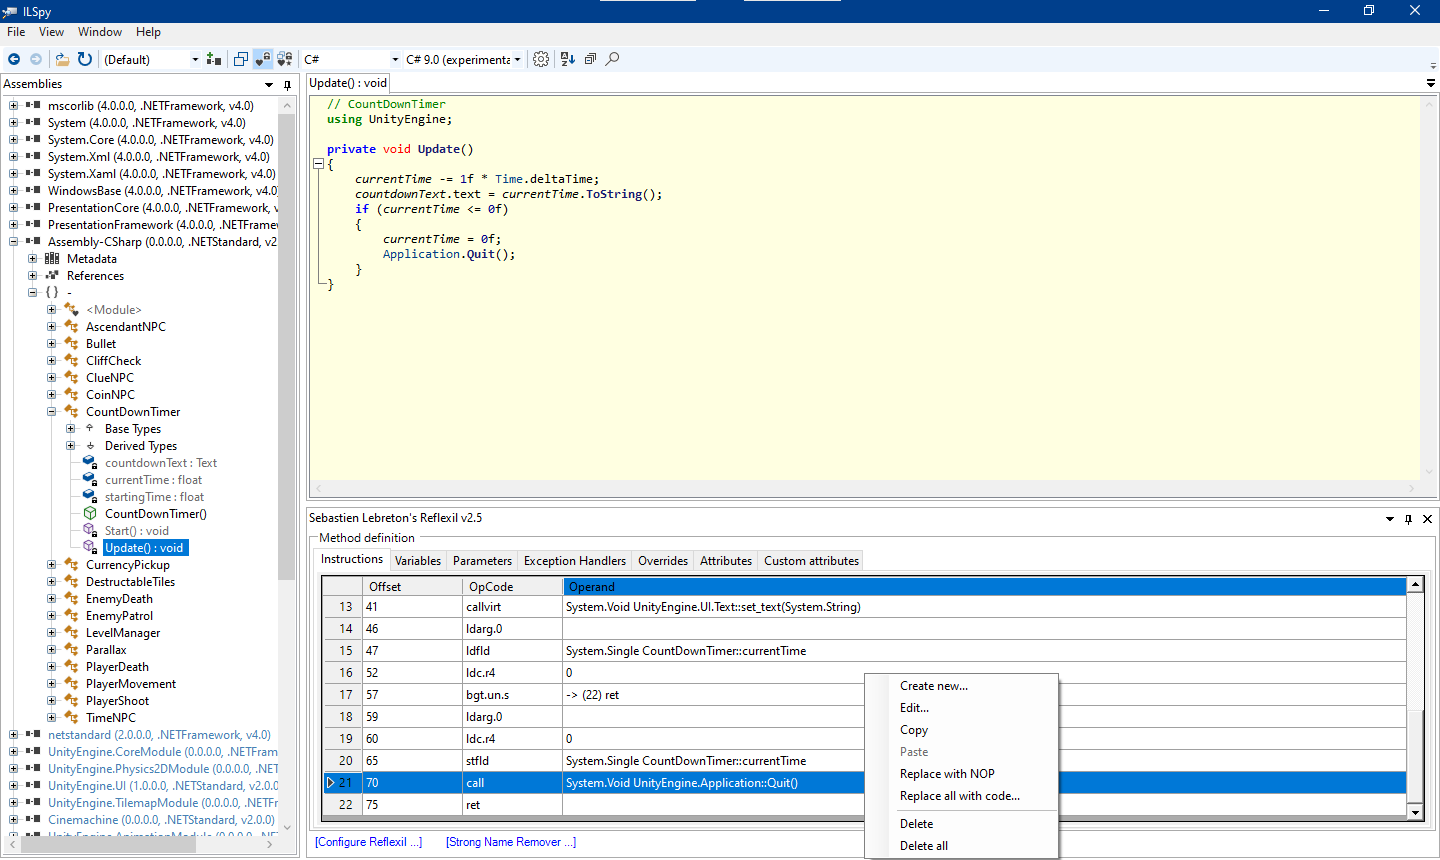 ILSpy
File View Window Help
(Default) C# C# 9.0 (experimenta
Assemblies
mscorlib (4.0.0.0, .NETFramework, v4.0)
System (4.0.0.0, .NETFramework, v4.0)
System.Core (4.0.0.0, .NETFramework, v4.0)
System.Xml (4.0.0.0, .NETFramework, v4.0)
System.Xaml (4.0.0.0, .NETFramework, v4.0)
WindowsBase (4.0.0.0, .NETFramework, v4.0)
PresentationCore (4.0.0.0, .NETFramework, v
PresentationFramework (4.0.0.0, .NETFramew
Assembly-CSharp (0.0.0.0, .NETStandard, v2
Metadata
References
{ } -
<Module>
AscendantNPC
Bullet
CliffCheck
ClueNPC
CoinNPC
CountDownTimer
Base Types
Derived Types
countdownText : Text
currentTime : float
startingTime : float
CountDownTimer()
Start() : void
Update() : void
CurrencyPickup
DestructableTiles
EnemyDeath
EnemyPatrol
LevelManager
Parallax
PlayerDeath
PlayerMovement
PlayerShoot
TimeNPC
netstandard (2.0.0.0, .NETFramework, v4.0)
UnityEngine.CoreModule (0.0.0.0, .NETFram
UnityEngine.Physics2DModule (0.0.0.0, .NET
UnityEngine.UI (1.0.0.0, .NETStandard, v2.0
UnityEngine.TilemapModule (0.0.0.0, .NETF
Cinemachine (0.0.0.0, .NETStandard, v2.0.0)
UnityEngine.AnimationModule (0.0.0.0, .NET
Update() : void
// CountDownTimer
using UnityEngine;
private void Update()
{
currentTime -= 1f * Time.deltaTime;
countdownText.text = currentTime.ToString();
if (currentTime <= 0f)
{
currentTime = 0f;
Application.Quit();
}
}
Sebastien Lebreton's Reflexil v2.5
Method definition
Instructions Variables Parameters Exception Handlers Overrides Attributes Custom attributes
Offset OpCode Operand
13 41 callvirt System.Void UnityEngine.UI.Text::set_text(System.String)
14 46 ldarg.0
15 47 ldfld System.Single CountDownTimer::currentTime
16 52 ldc.r4 0
17 57 bgt.un.s -> (22) ret
18 59 ldarg.0
19 60 ldc.r4 0
20 65 stfld System.Single CountDownTimer::currentTime
21 70 call System.Void UnityEngine.Application::Quit()
22 75 ret
Create new...
Edit...
Copy
Paste
Replace with NOP
Replace all with code...
Delete
Delete all
[Configure Reflexil ...] [Strong Name Remover ...]